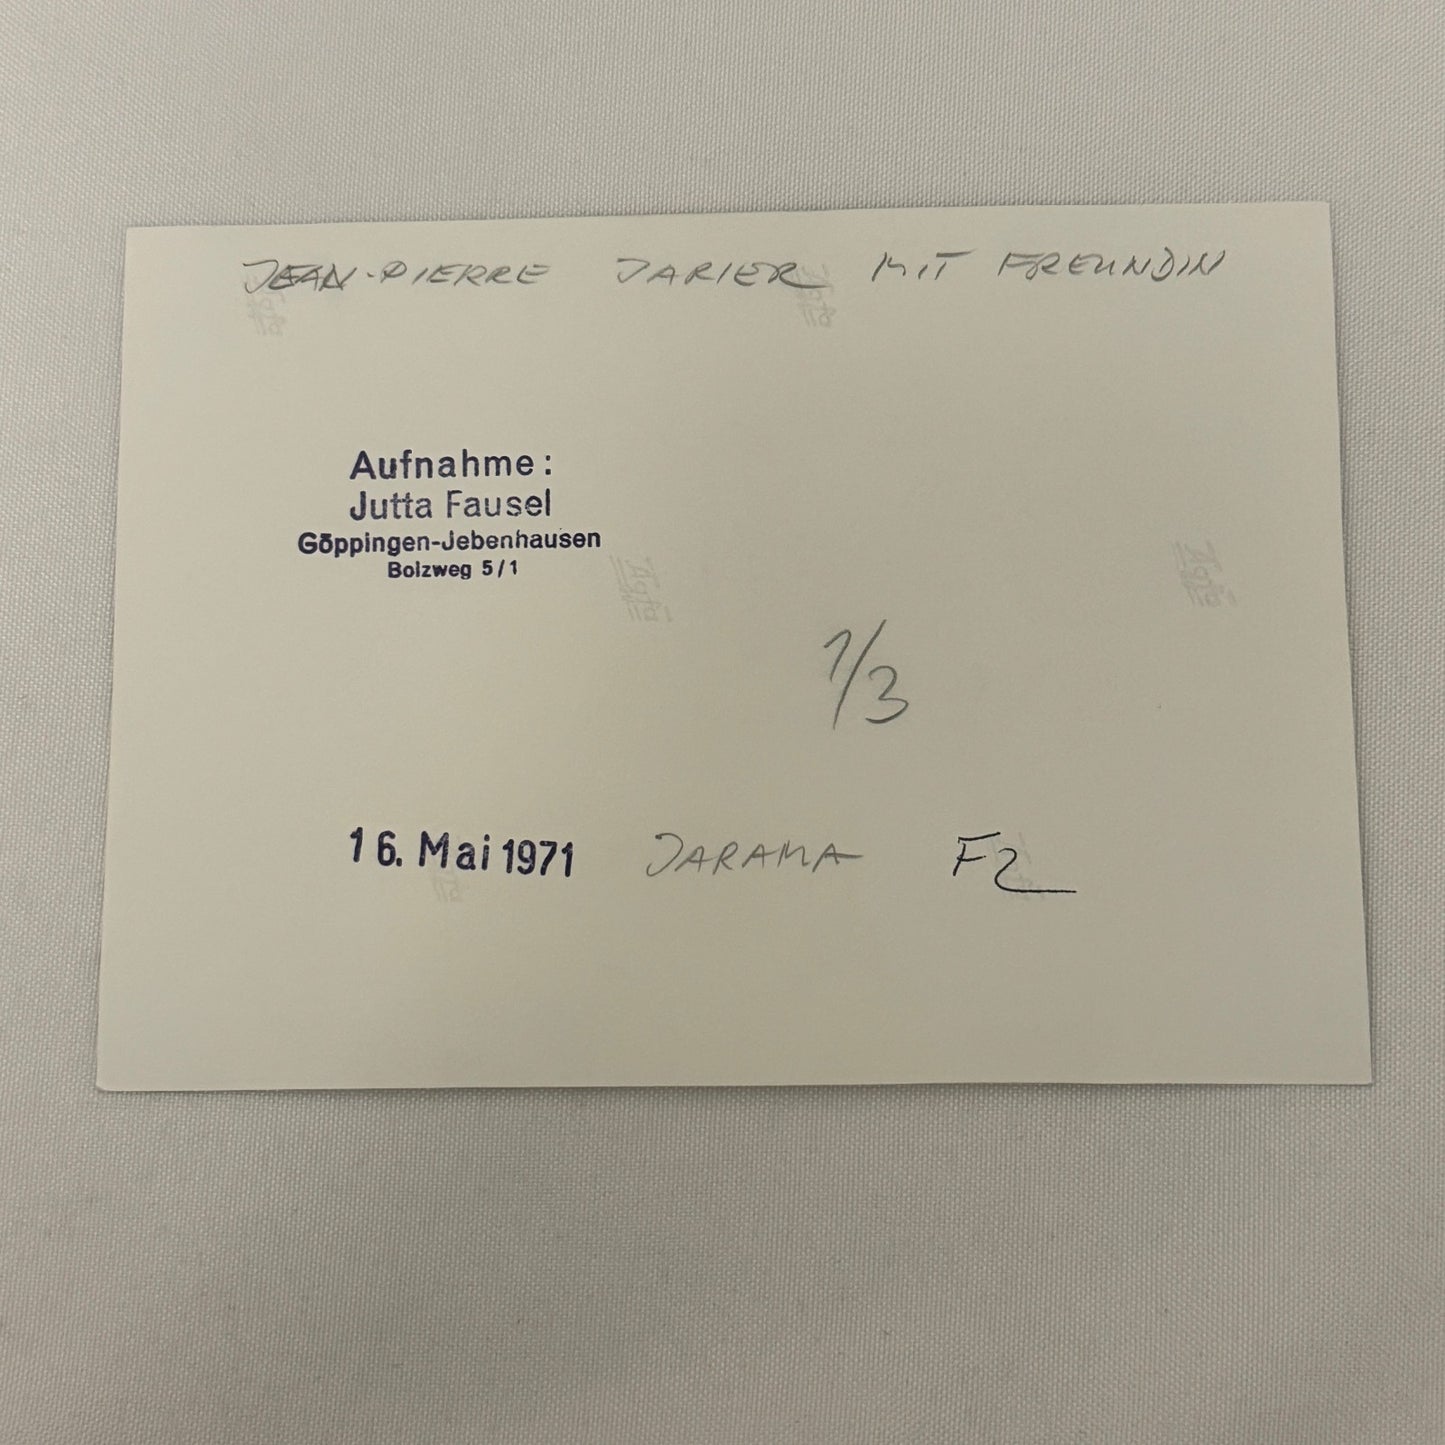 JEAN-PIERRE JARIER MIT FREUNDIN
Aufnahme:
Jutta Fausel
Göppingen-Jebenhausen
Bolzweg 5/1
1/3
16. Mai 1971 JARAMA F2